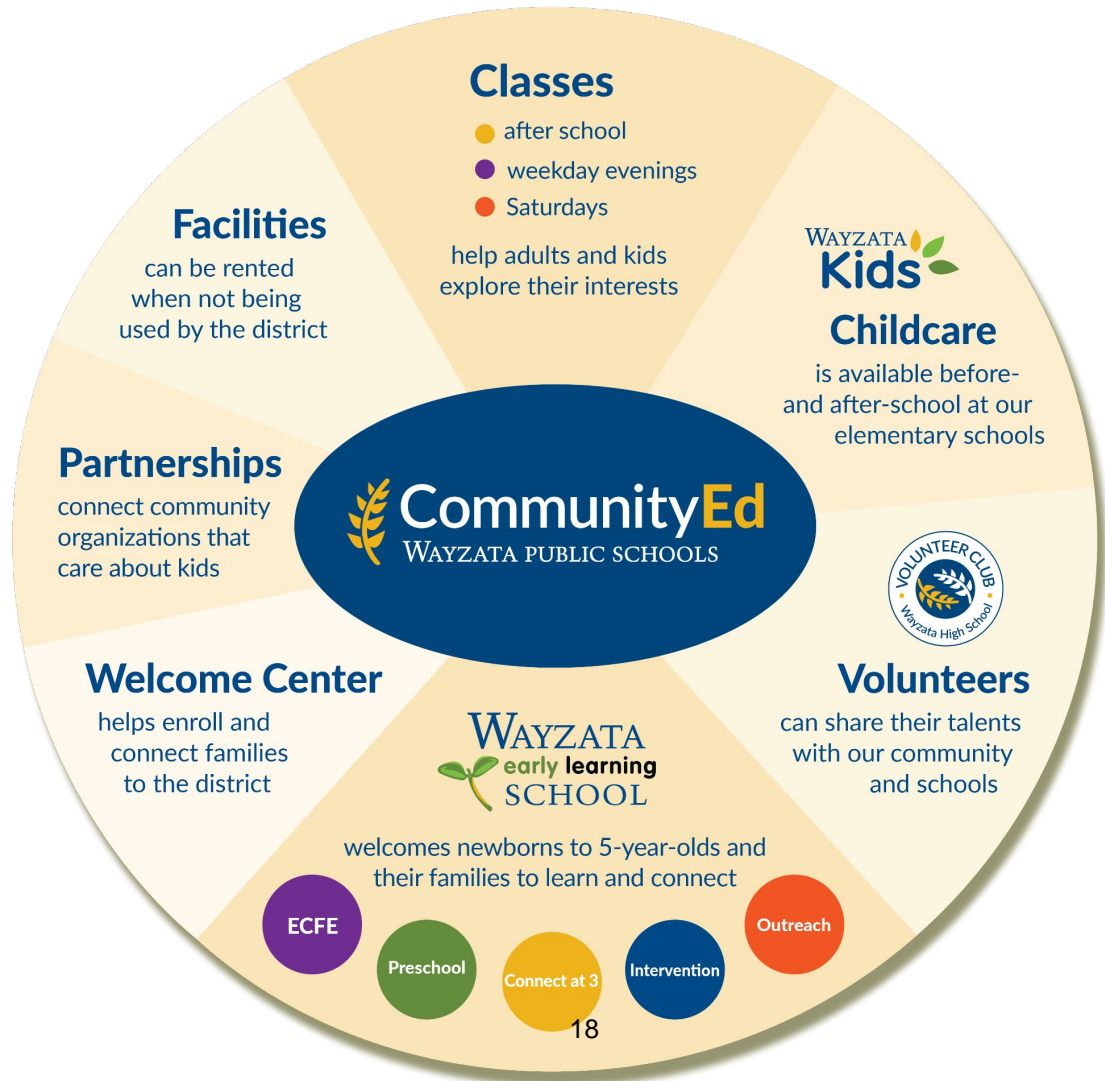 Classes
after school
weekday evenings
Saturdays
help adults and kids
explore their interests
WAYZATA
Kids
Childcare
is available before-
and after-school at our
elementary schools
VOLUNTEER CLUB
Wayzata High School
Volunteers
can share their talents
with our community
and schools
WAYZATA
early learning
SCHOOL
welcomes newborns to 5-year-olds and
their families to learn and connect
ECFE
Preschool
Connect at 3
Intervention
Outreach
18
Welcome Center
helps enroll and
connect families
to the district
Partnerships
connect community
organizations that
care about kids
Facilities
can be rented
when not being
used by the district
CommunityEd
WAYZATA PUBLIC SCHOOLS